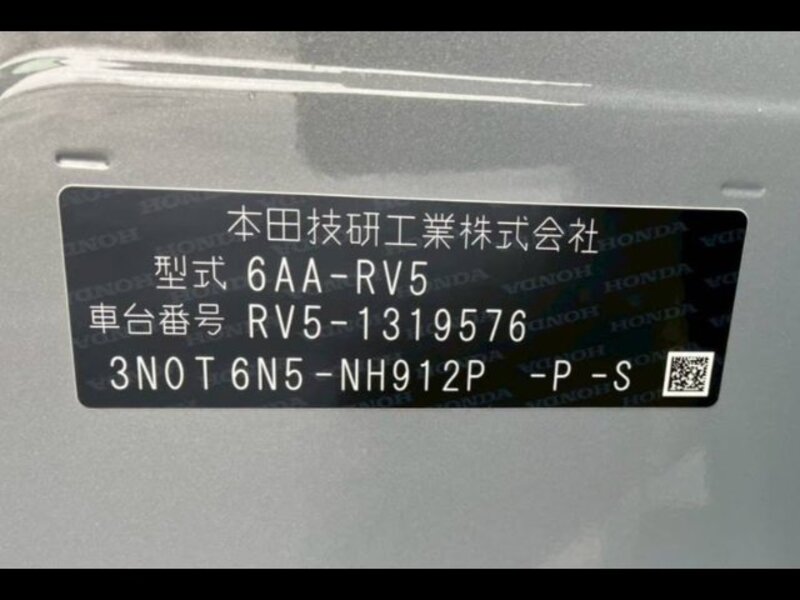 本田技研工業株式会社
型式 6AA-RV5
車台番号 RV5-1319576
3N0T6N5-NH912P -P-S